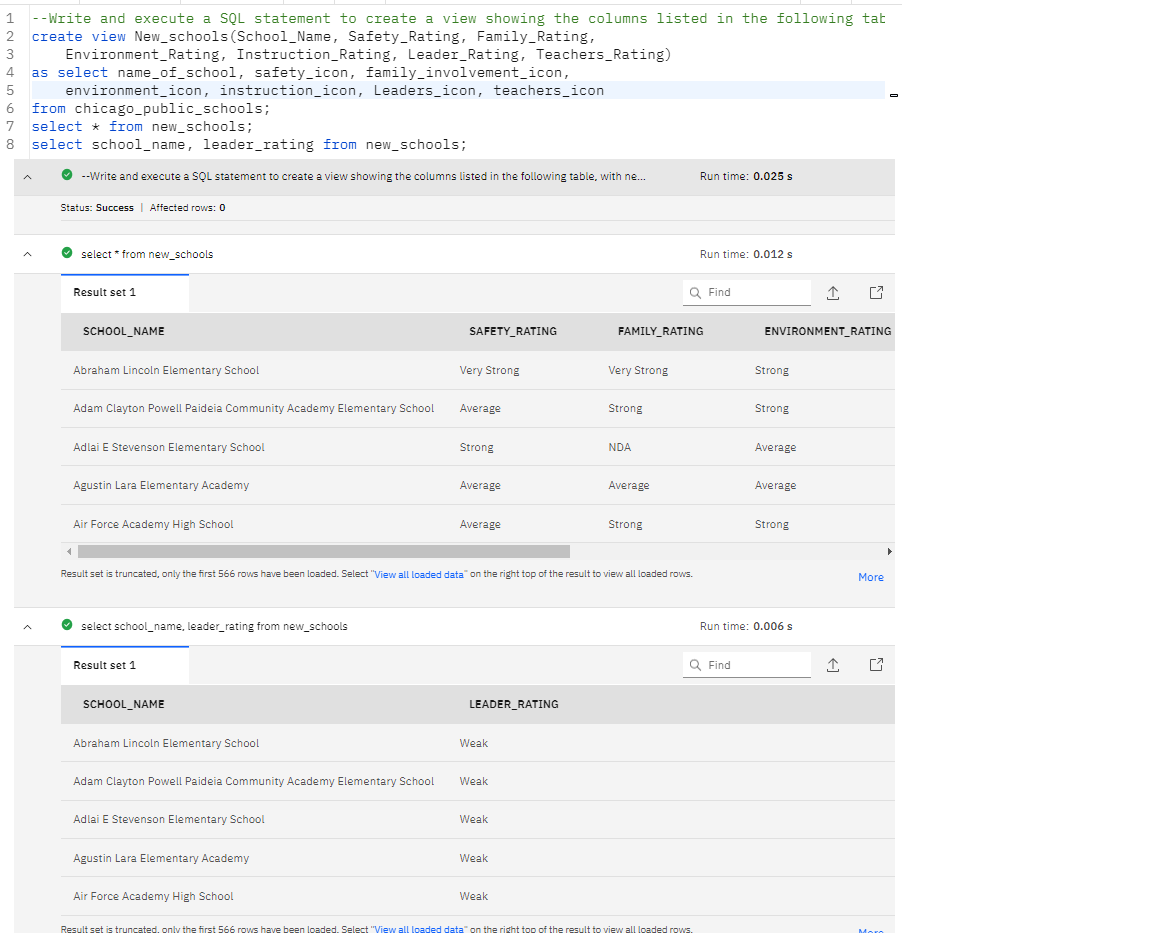 1 --Write and execute a SQL statement to create a view showing the columns listed in the following tab
2 create view New_schools(School_Name, Safety_Rating, Family_Rating,
3 Environment_Rating, Instruction_Rating, Leader_Rating, Teachers_Rating)
4 as select name_of_school, safety_icon, family_involvement_icon,
5 environment_icon, instruction_icon, Leaders_icon, teachers_icon
6 from chicago_public_schools;
7 select * from new_schools;
8 select school_name, leader_rating from new_schools;
--Write and execute a SQL statement to create a view showing the columns listed in the following table, with ne... Run time: 0.025 s
Status: Success | Affected rows: 0
select * from new_schools Run time: 0.012 s
Result set 1 Find
SCHOOL_NAME SAFETY_RATING FAMILY_RATING ENVIRONMENT_RATING
Abraham Lincoln Elementary School Very Strong Very Strong Strong
Adam Clayton Powell Paideia Community Academy Elementary School Average Strong Strong
Adlai E Stevenson Elementary School Strong NDA Average
Agustin Lara Elementary Academy Average Average Average
Air Force Academy High School Average Strong Strong
Result set is truncated, only the first 566 rows have been loaded. Select "View all loaded data" on the right top of the result to view all loaded rows.
More
select school_name, leader_rating from new_schools Run time: 0.006 s
Result set 1 Find
SCHOOL_NAME LEADER_RATING
Abraham Lincoln Elementary School Weak
Adam Clayton Powell Paideia Community Academy Elementary School Weak
Adlai E Stevenson Elementary School Weak
Agustin Lara Elementary Academy Weak
Air Force Academy High School Weak
Result set is truncated, only the first 566 rows have been loaded. Select "View all loaded data" on the right top of the result to view all loaded rows.
More